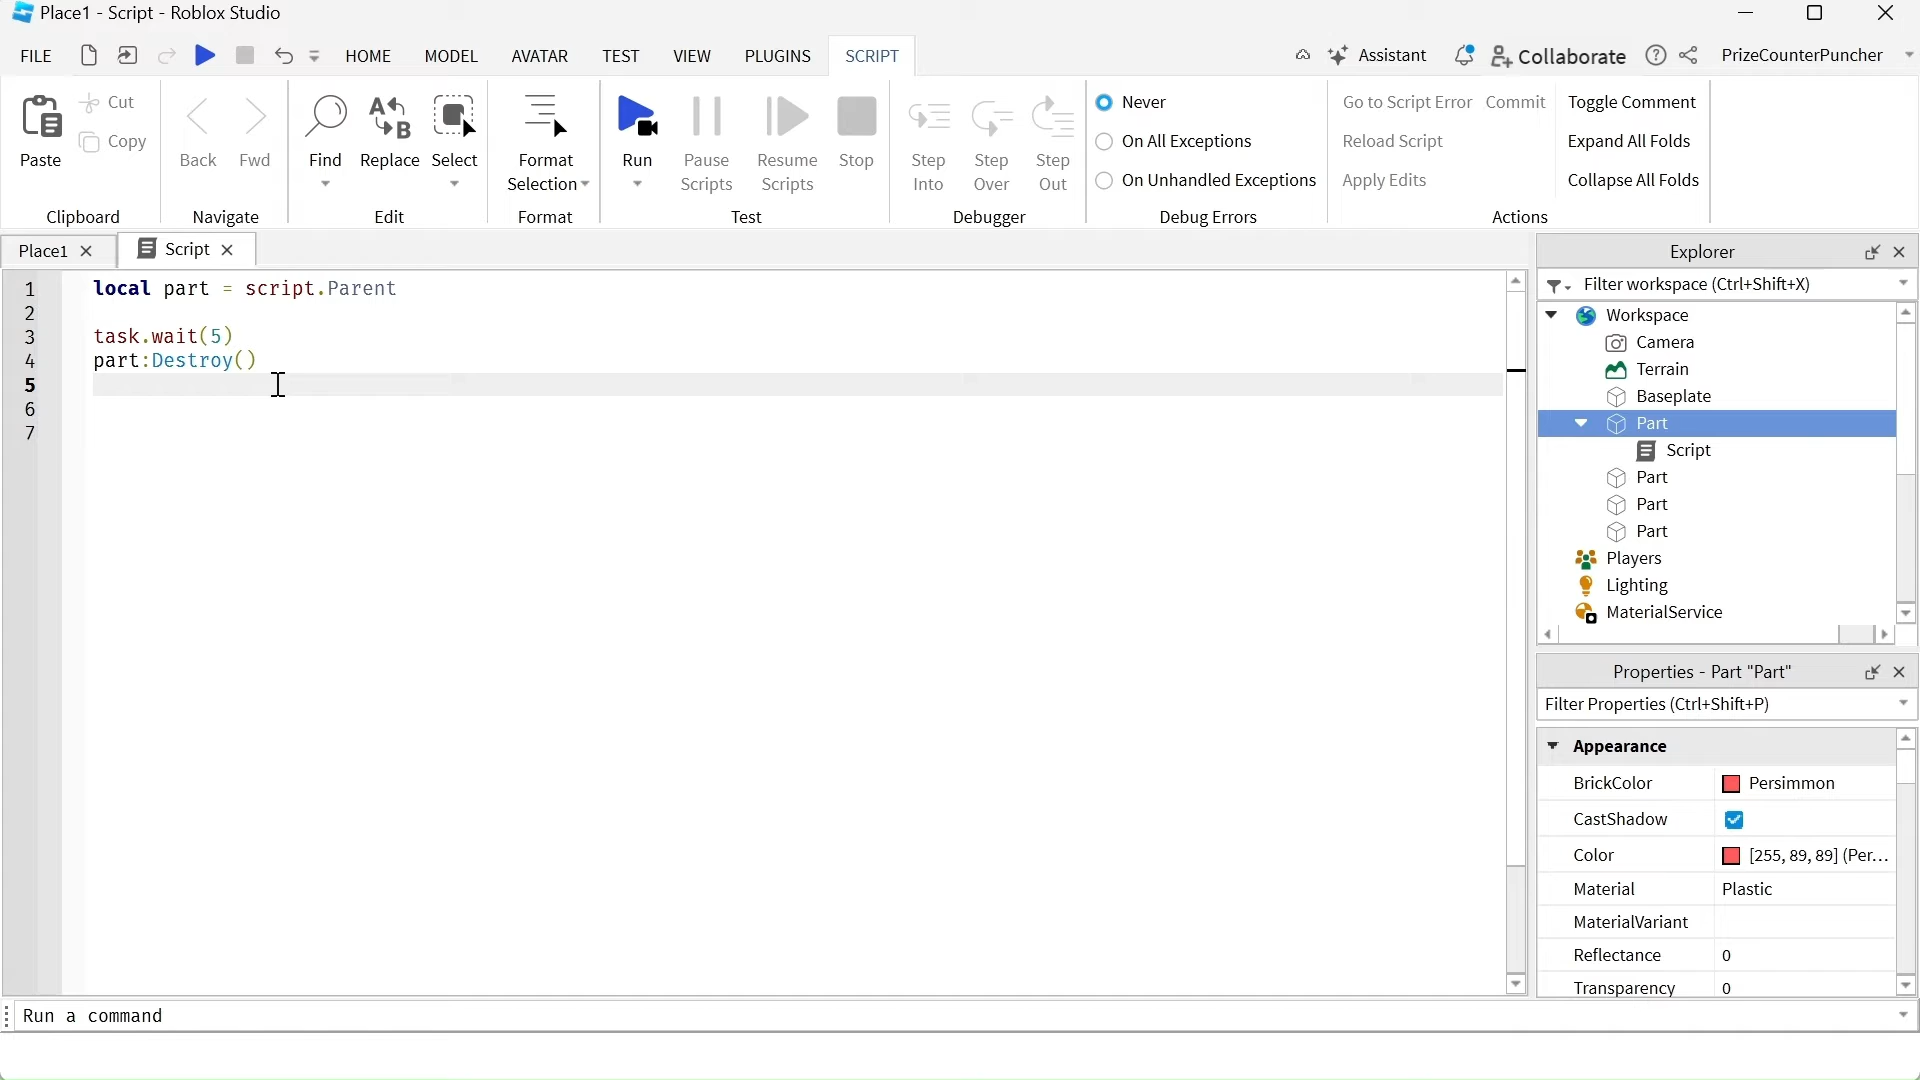 Place1 - Script - Roblox Studio
FILE HOME MODEL AVATAR TEST VIEW PLUGINS SCRIPT Assistant Collaborate PrizeCounterPuncher
Paste Cut Copy
Clipboard
Back Fwd
Navigate
Find Replace Select
Edit
Format
Selection
Format
Run Pause Scripts Resume Scripts Stop
Test
Step Into Step Over Step Out
Debugger
Never
On All Exceptions
On Unhandled Exceptions
Debug Errors
Go to Script Error Commit Toggle Comment
Reload Script Expand All Folds
Apply Edits Collapse All Folds
Actions
Place1 Script
1 local part = script.Parent
2
3 task.wait(5)
4 part:Destroy()
5
6
7
Explorer
Filter workspace (Ctrl+Shift+X)
Workspace
Camera
Terrain
Baseplate
Part
Script
Part
Part
Part
Players
Lighting
MaterialService
Properties - Part "Part"
Filter Properties (Ctrl+Shift+P)
Appearance
BrickColor Persimmon
CastShadow
Color [255, 89, 89] (Per...
Material Plastic
MaterialVariant
Reflectance 0
Transparency 0
Run a command